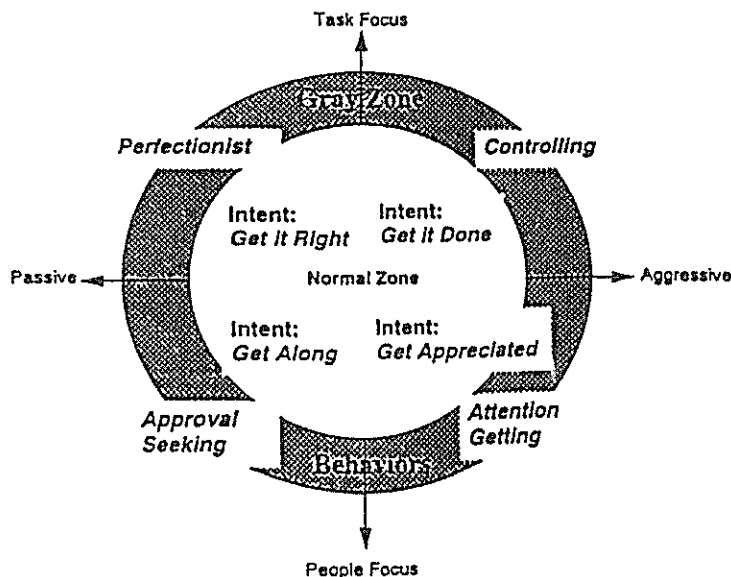 Task Focus
Gray Zone
Perfectionist
Controlling
Intent:
Get it Right
Intent:
Get it Done
Passive
Normal Zone
Aggressive
Intent:
Get Along
Intent:
Get Appreciated
Approval
Seeking
Attention
Getting
Behaviors
People Focus